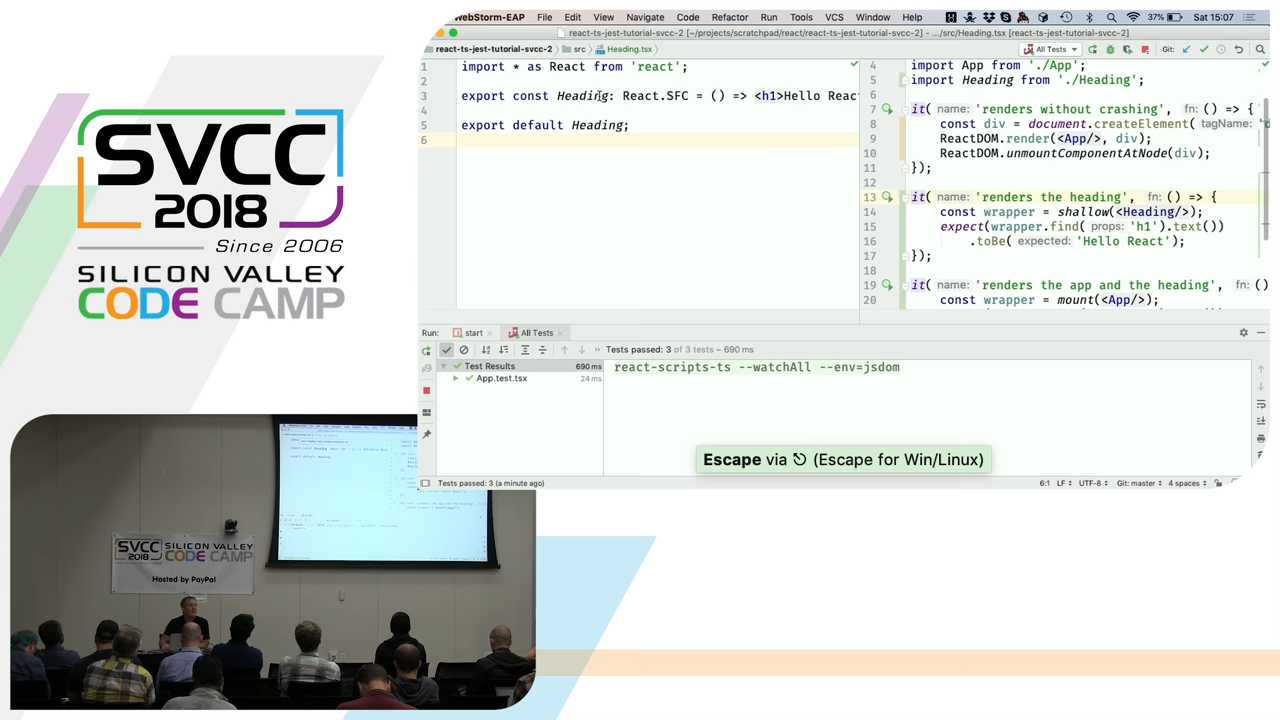 SVCC
2018
Since 2006
SILICON VALLEY
CODE CAMP
WebStorm-EAP File Edit View Navigate Code Refactor Run Tools VCS Window Help 37% Sat 15:07
react-ts-jest-tutorial-svcc-2 [~/projects/scratchpad/react/react-ts-jest-tutorial-svcc-2] - .../src/Heading.tsx [react-ts-jest-tutorial-svcc-2]
react-ts-jest-tutorial-svcc-2 src Heading.tsx All Tests Git:
1 import * as React from 'react';
2
3 export const Heading: React.SFC = () => <h1>Hello Reac
4
5 export default Heading;
6
4 import App from './App';
5 import Heading from './Heading';
6
7 it( name: 'renders without crashing', fn: () => {
8 const div = document.createElement( tagName: 'd
9 ReactDOM.render(<App/>, div);
10 ReactDOM.unmountComponentAtNode(div);
11 });
12
13 it( name: 'renders the heading', fn: () => {
14 const wrapper = shallow(<Heading/>);
15 expect(wrapper.find( props: 'h1').text())
16 .toBe( expected: 'Hello React');
17 });
18
19 it( name: 'renders the app and the heading', fn: ()
20 const wrapper = mount(<App/>);
Run: start All Tests
Tests passed: 3 of 3 tests – 690 ms
Test Results 690 ms
App.test.tsx 24 ms
react-scripts-ts --watchAll --env=jsdom
Escape via ⎋ (Escape for Win/Linux)
Tests passed: 3 (a minute ago) 6:1 LF UTF-8 Git: master 4 spaces
SVCC SILICON VALLEY
2018 CODE CAMP
Hosted by PayPal